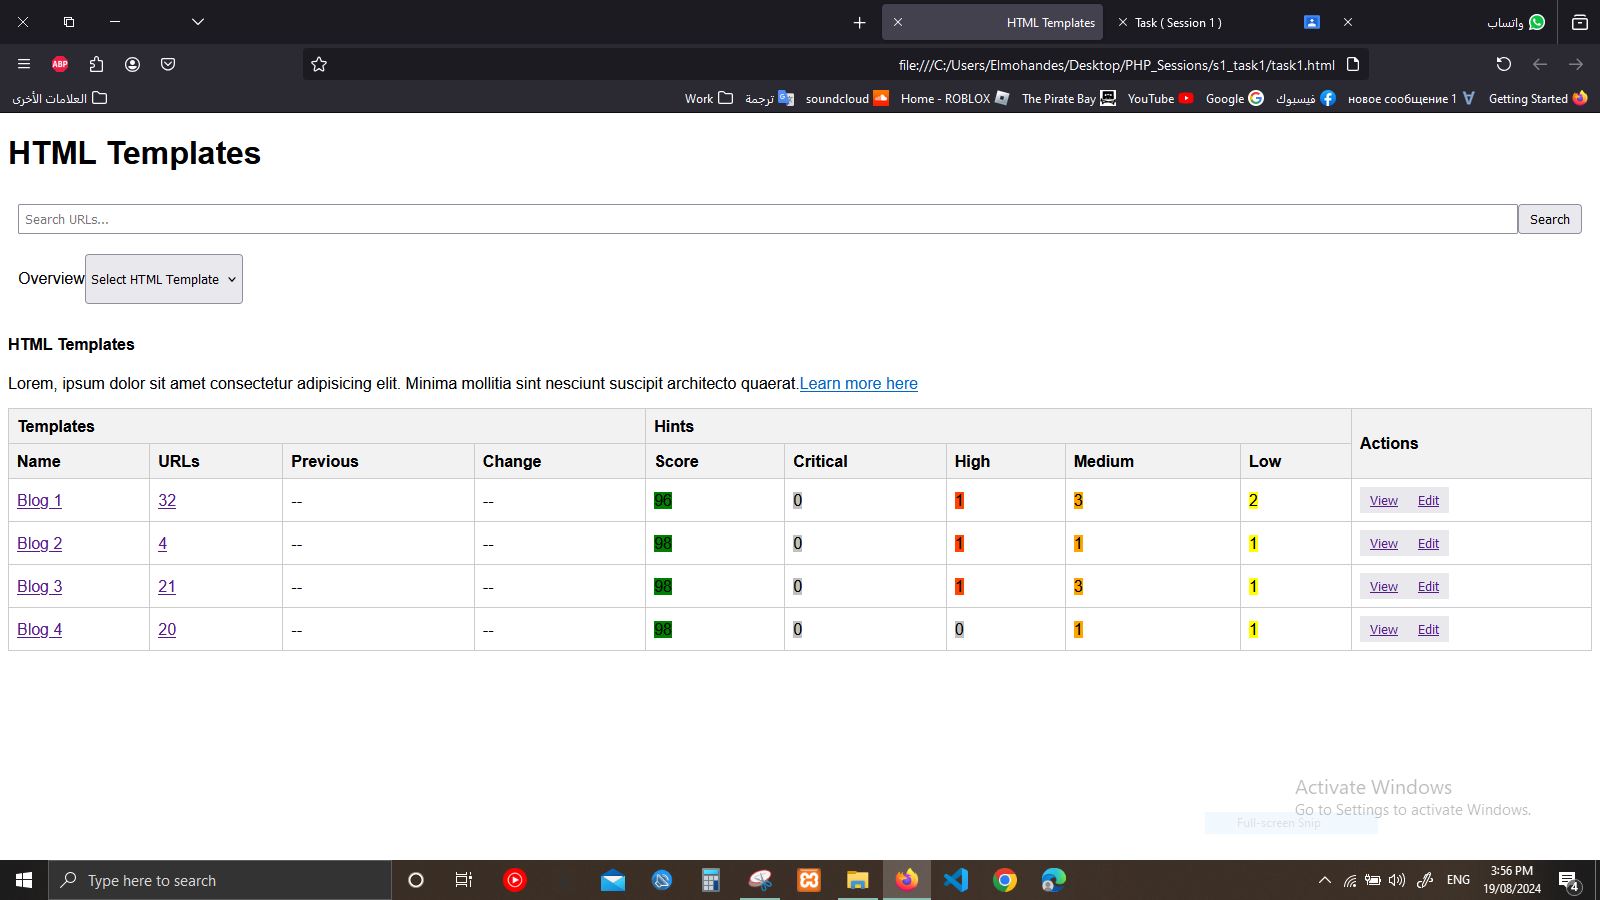 HTML Templates
Task ( Session 1 )
واتساب
file:///C:/Users/Elmohandes/Desktop/PHP_Sessions/s1_task1/task1.html
ABP
العلامات الأخرى
Work
ترجمة
soundcloud
Home - ROBLOX
The Pirate Bay
YouTube
Google
فيسبوك
новое сообщение 1
Getting Started
HTML Templates
Search URLs...
Search
Overview Select HTML Template
HTML Templates
Lorem, ipsum dolor sit amet consectetur adipisicing elit. Minima mollitia sint nesciunt suscipit architecto quaerat.Learn more here
Templates Hints Actions
Name URLs Previous Change Score Critical High Medium Low
Blog 1 32 -- -- 96 0 1 3 2 View Edit
Blog 2 4 -- -- 98 0 1 1 1 View Edit
Blog 3 21 -- -- 98 0 1 3 1 View Edit
Blog 4 20 -- -- 98 0 0 1 1 View Edit
Activate Windows
Go to Settings to activate Windows.
Full-screen Snip
Type here to search
ENG
3:56 PM
19/08/2024
4